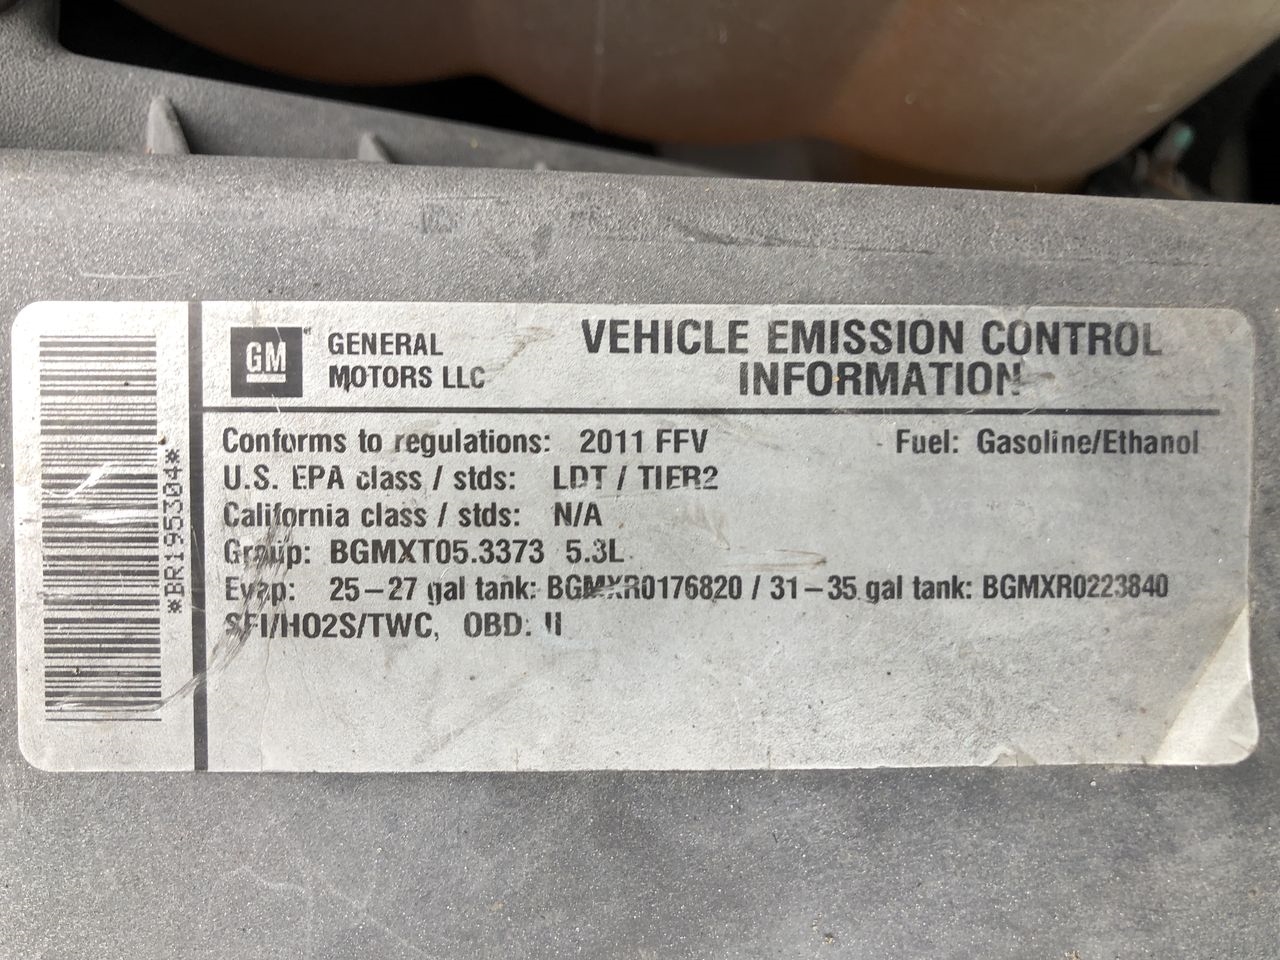 *BR195304*
GM
GENERAL
MOTORS LLC
VEHICLE EMISSION CONTROL
INFORMATION
Conforms to regulations: 2011 FFV Fuel: Gasoline/Ethanol
U.S. EPA class / stds: LDT / TIER2
California class / stds: N/A
Group: BGMXT05.3373 5.3L
Evap: 25-27 gal tank: BGMXR0176820 / 31-35 gal tank: BGMXR0223840
SFI/HO2S/TWC, OBD: II